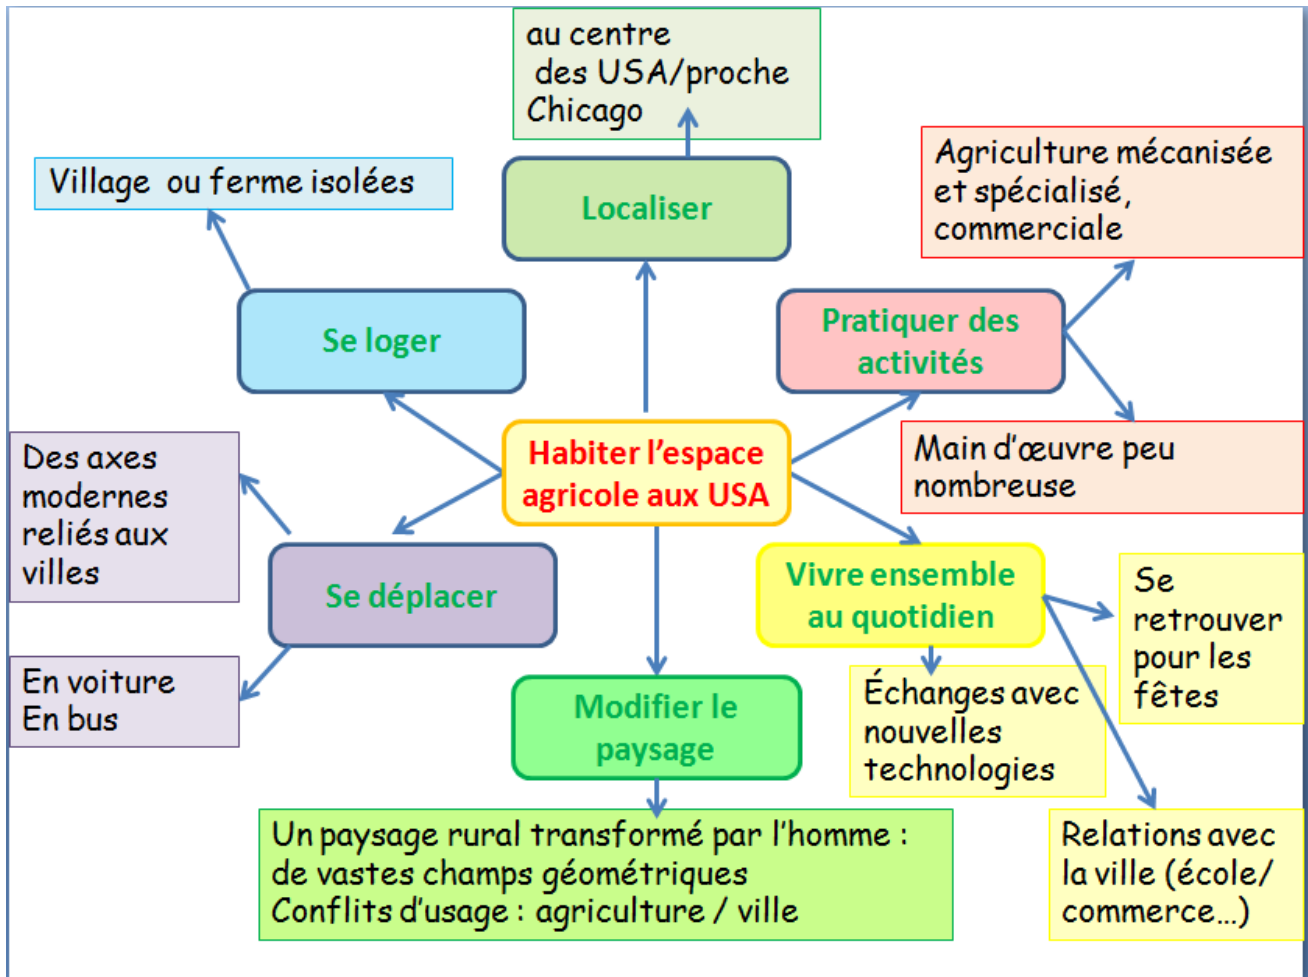 au centre
des USA/proche
Chicago
Localiser
Village ou ferme isolées
Se loger
Agriculture mécanisée
et spécialisé,
commerciale
Pratiquer des
activités
Main d'œuvre peu
nombreuse
Habiter l'espace
agricole aux USA
Des axes
modernes
reliés aux
villes
Se déplacer
En voiture
En bus
Vivre ensemble
au quotidien
Se
retrouver
pour les
fêtes
Échanges avec
nouvelles
technologies
Relations avec
la ville (école/
commerce…)
Modifier le
paysage
Un paysage rural transformé par l'homme :
de vastes champs géométriques
Conflits d'usage : agriculture / ville